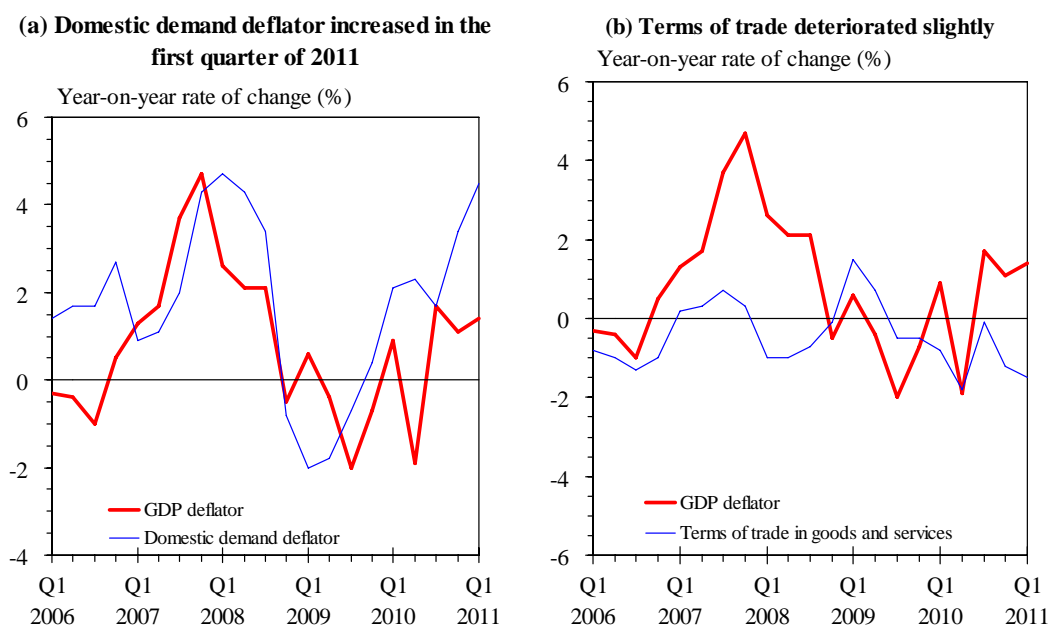 (a) Domestic demand deflator increased in the
first quarter of 2011
Year-on-year rate of change (%)
6
4
2
0
-2
-4
GDP deflator
Domestic demand deflator
Q1 Q1 Q1 Q1 Q1 Q1
2006 2007 2008 2009 2010 2011
(b) Terms of trade deteriorated slightly
Year-on-year rate of change (%)
6
4
2
0
-2
-4
-6
GDP deflator
Terms of trade in goods and services
Q1 Q1 Q1 Q1 Q1 Q1
2006 2007 2008 2009 2010 2011